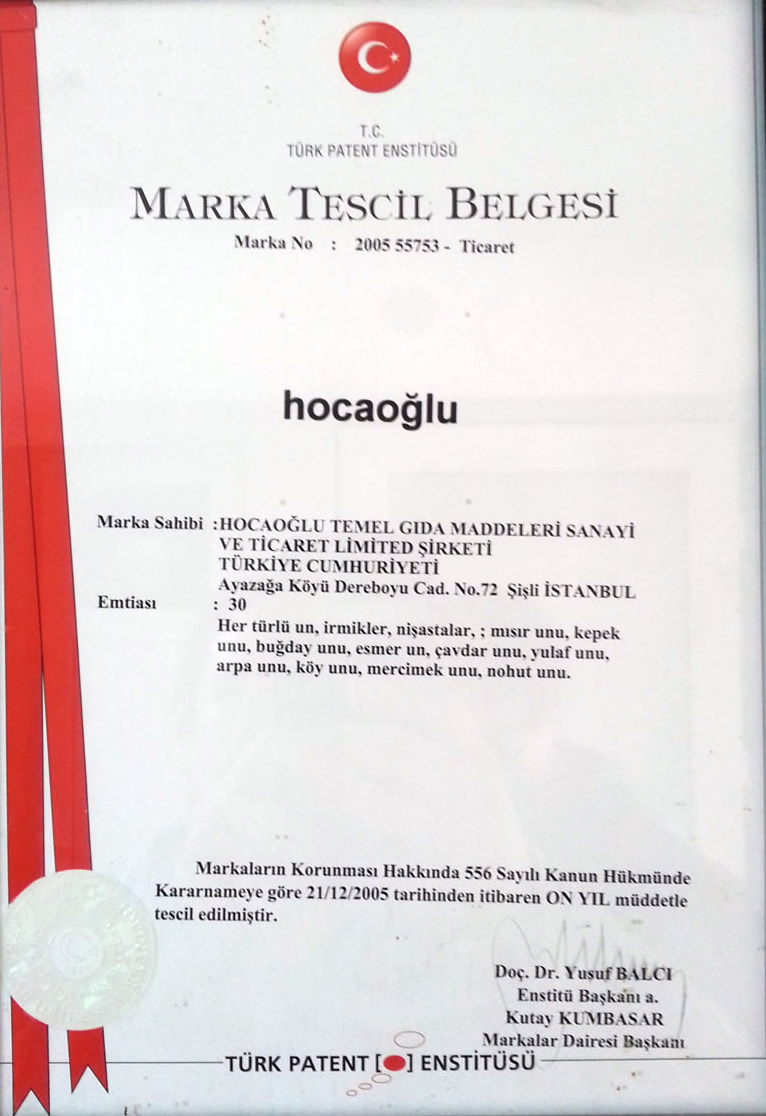 T.C.
TÜRK PATENT ENSTİTÜSÜ
MARKA TESCİL BELGESİ
Marka No : 2005 55753 - Ticaret
hocaoğlu
Marka Sahibi :HOCAOĞLU TEMEL GIDA MADDELERİ SANAYİ
VE TİCARET LİMİTED ŞİRKETİ
TÜRKİYE CUMHURİYETİ
Ayazağa Köyü Dereboyu Cad. No.72 Şişli İSTANBUL
Emtiası : 30
Her türlü un, irmikler, nişastalar, ; mısır unu, kepek
unu, buğday unu, esmer un, çavdar unu, yulaf unu,
arpa unu, köy unu, mercimek unu, nohut unu.
Markaların Korunması Hakkında 556 Sayılı Kanun Hükmünde
Kararnameye göre 21/12/2005 tarihinden itibaren ON YIL müddetle
tescil edilmiştir.
Doç. Dr. Yusuf BALCI
Enstitü Başkanı a.
Kutay KUMBASAR
Markalar Dairesi Başkanı
TÜRK PATENT [ ] ENSTİTÜSÜ